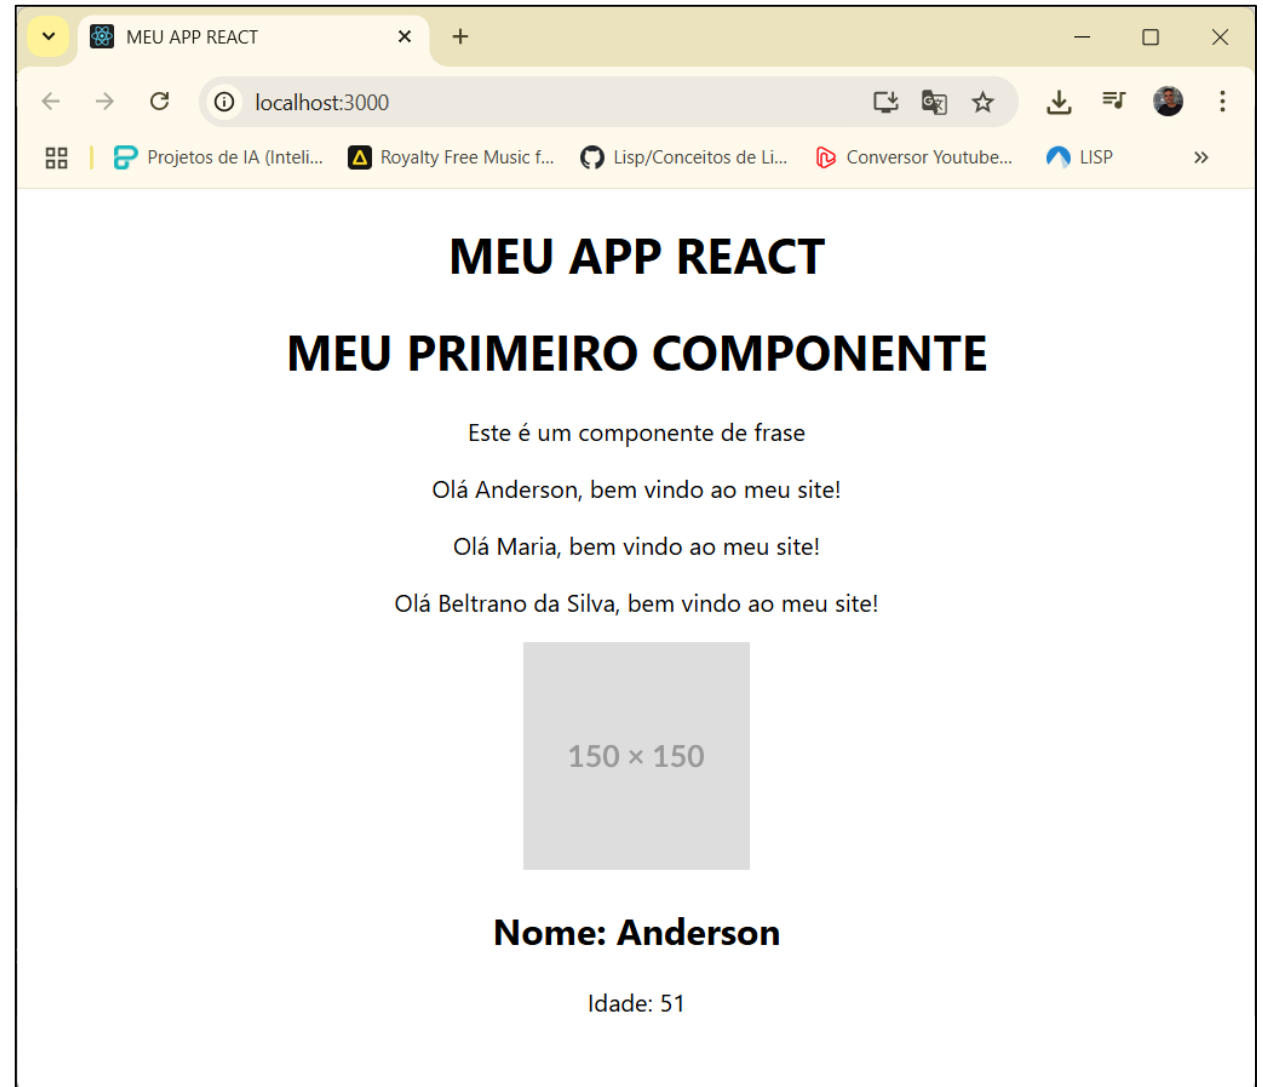 MEU APP REACT
localhost:3000
Projetos de IA (Inteli... Royalty Free Music f... Lisp/Conceitos de Li... Conversor Youtube... LISP
MEU APP REACT
MEU PRIMEIRO COMPONENTE
Este é um componente de frase
Olá Anderson, bem vindo ao meu site!
Olá Maria, bem vindo ao meu site!
Olá Beltrano da Silva, bem vindo ao meu site!
150 × 150
Nome: Anderson
Idade: 51